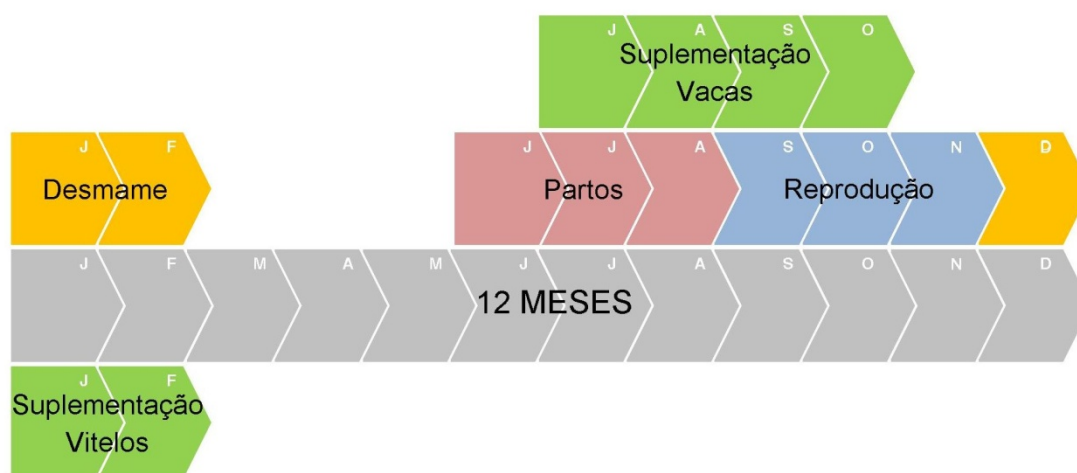 J A S O
Suplementação
Vacas
J F J J A S O N D
Desmame Partos Reprodução
J F M A M J J A S O N D
12 MESES
J F
Suplementação
Vitelos